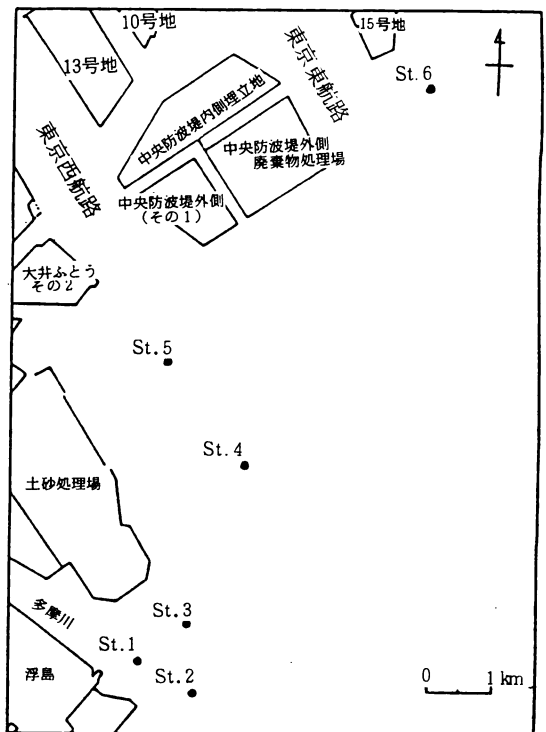 10号地
15号地
13号地
東京東航路
4
St.6
中央防波堤内側埋立地
中央防波堤外側
廃棄物処理場
東京西航路
中央防波堤外側
(その1)
大井ふとう
その2
St.5
St.4
土砂処理場
多摩川
St.3
St.1
浮島
St.2
0 1 km